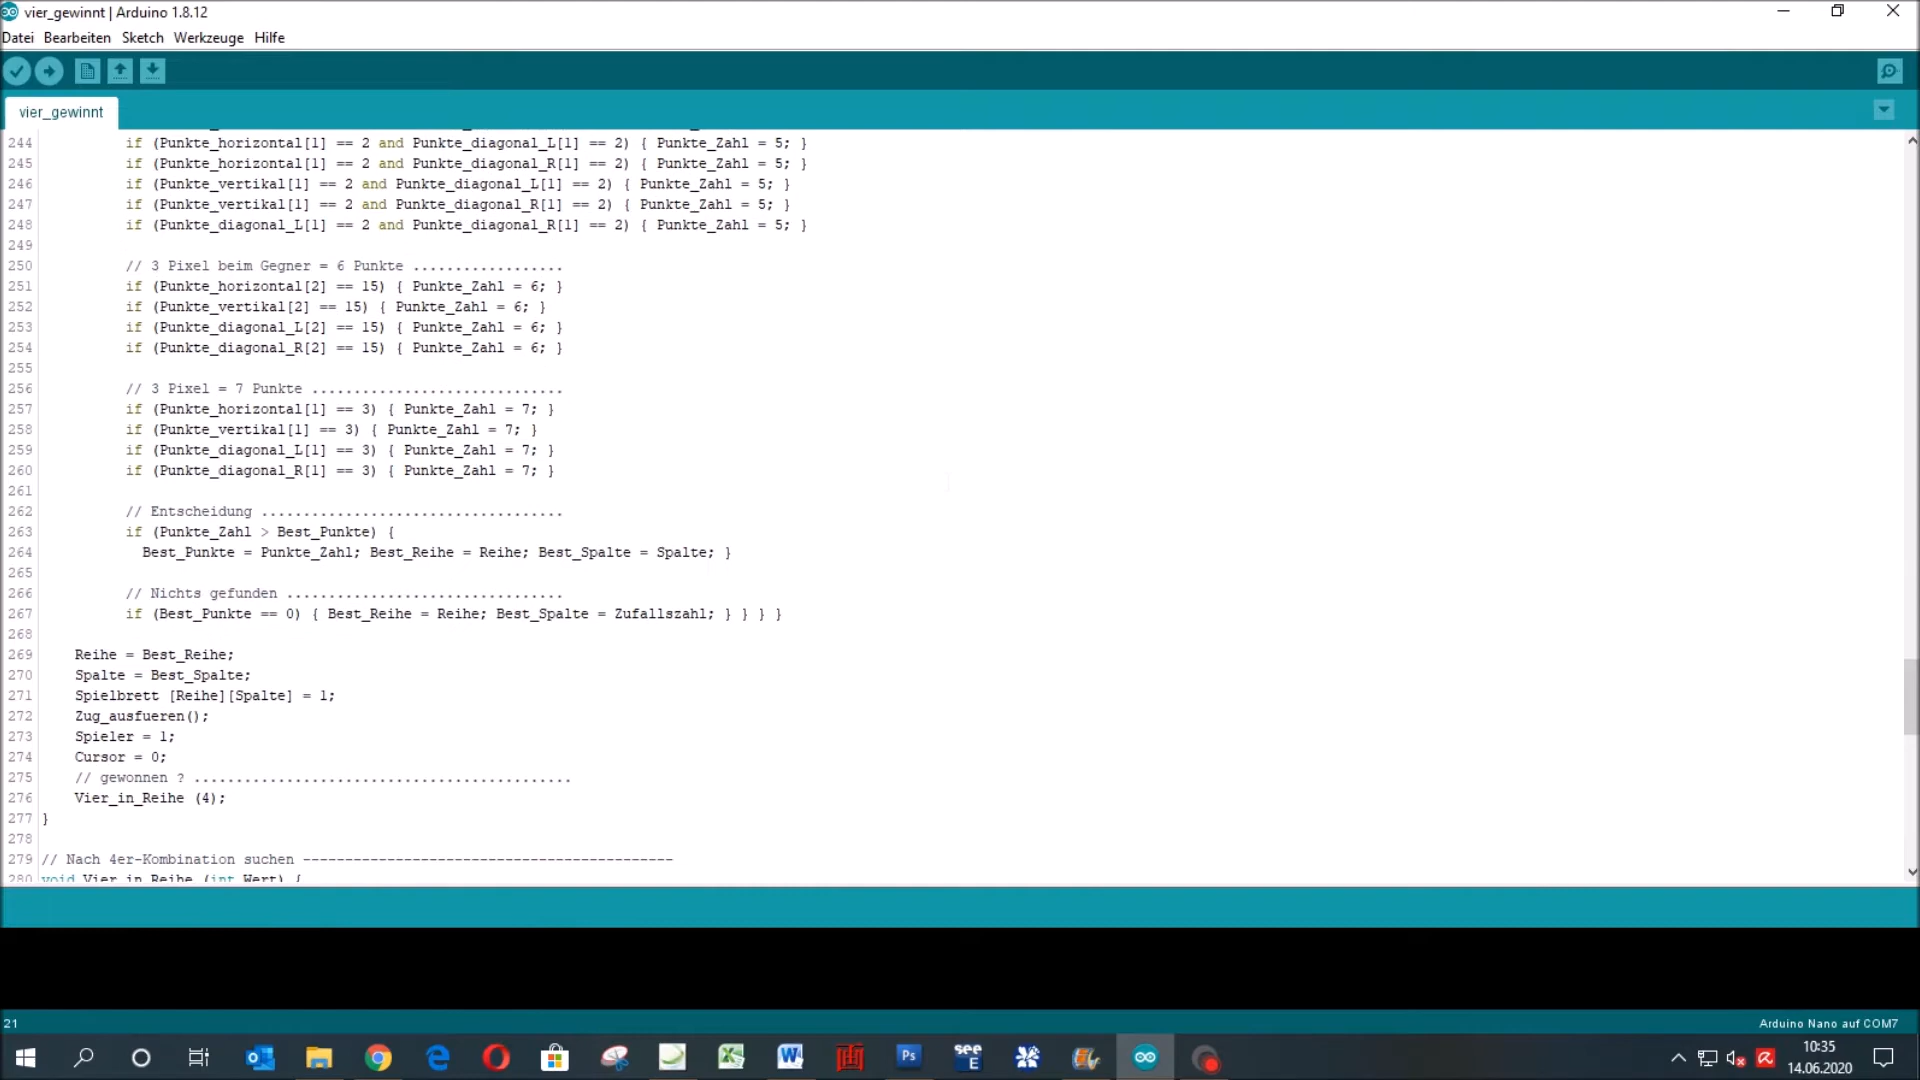 vier_gewinnt | Arduino 1.8.12
Datei Bearbeiten Sketch Werkzeuge Hilfe
vier_gewinnt
244 if (Punkte_horizontal[1] == 2 and Punkte_diagonal_L[1] == 2) { Punkte_Zahl = 5; }
245 if (Punkte_horizontal[1] == 2 and Punkte_diagonal_R[1] == 2) { Punkte_Zahl = 5; }
246 if (Punkte_vertikal[1] == 2 and Punkte_diagonal_L[1] == 2) { Punkte_Zahl = 5; }
247 if (Punkte_vertikal[1] == 2 and Punkte_diagonal_R[1] == 2) { Punkte_Zahl = 5; }
248 if (Punkte_diagonal_L[1] == 2 and Punkte_diagonal_R[1] == 2) { Punkte_Zahl = 5; }
249
250 // 3 Pixel beim Gegner = 6 Punkte ..................
251 if (Punkte_horizontal[2] == 15) { Punkte_Zahl = 6; }
252 if (Punkte_vertikal[2] == 15) { Punkte_Zahl = 6; }
253 if (Punkte_diagonal_L[2] == 15) { Punkte_Zahl = 6; }
254 if (Punkte_diagonal_R[2] == 15) { Punkte_Zahl = 6; }
255
256 // 3 Pixel = 7 Punkte ..............................
257 if (Punkte_horizontal[1] == 3) { Punkte_Zahl = 7; }
258 if (Punkte_vertikal[1] == 3) { Punkte_Zahl = 7; }
259 if (Punkte_diagonal_L[1] == 3) { Punkte_Zahl = 7; }
260 if (Punkte_diagonal_R[1] == 3) { Punkte_Zahl = 7; }
261
262 // Entscheidung ....................................
263 if (Punkte_Zahl > Best_Punkte) {
264 Best_Punkte = Punkte_Zahl; Best_Reihe = Reihe; Best_Spalte = Spalte; }
265
266 // Nichts gefunden .................................
267 if (Best_Punkte == 0) { Best_Reihe = Reihe; Best_Spalte = Zufallszahl; } } } }
268
269 Reihe = Best_Reihe;
270 Spalte = Best_Spalte;
271 Spielbrett [Reihe][Spalte] = 1;
272 Zug_ausfueren();
273 Spieler = 1;
274 Cursor = 0;
275 // gewonnen ? .............................................
276 Vier_in_Reihe (4);
277 }
278
279 // Nach 4er-Kombination suchen --------------------------------------------
280 void Vier_in_Reihe (int Wert) {
21
Arduino Nano auf COM7
Ps
see
E
10:35
14.06.2020